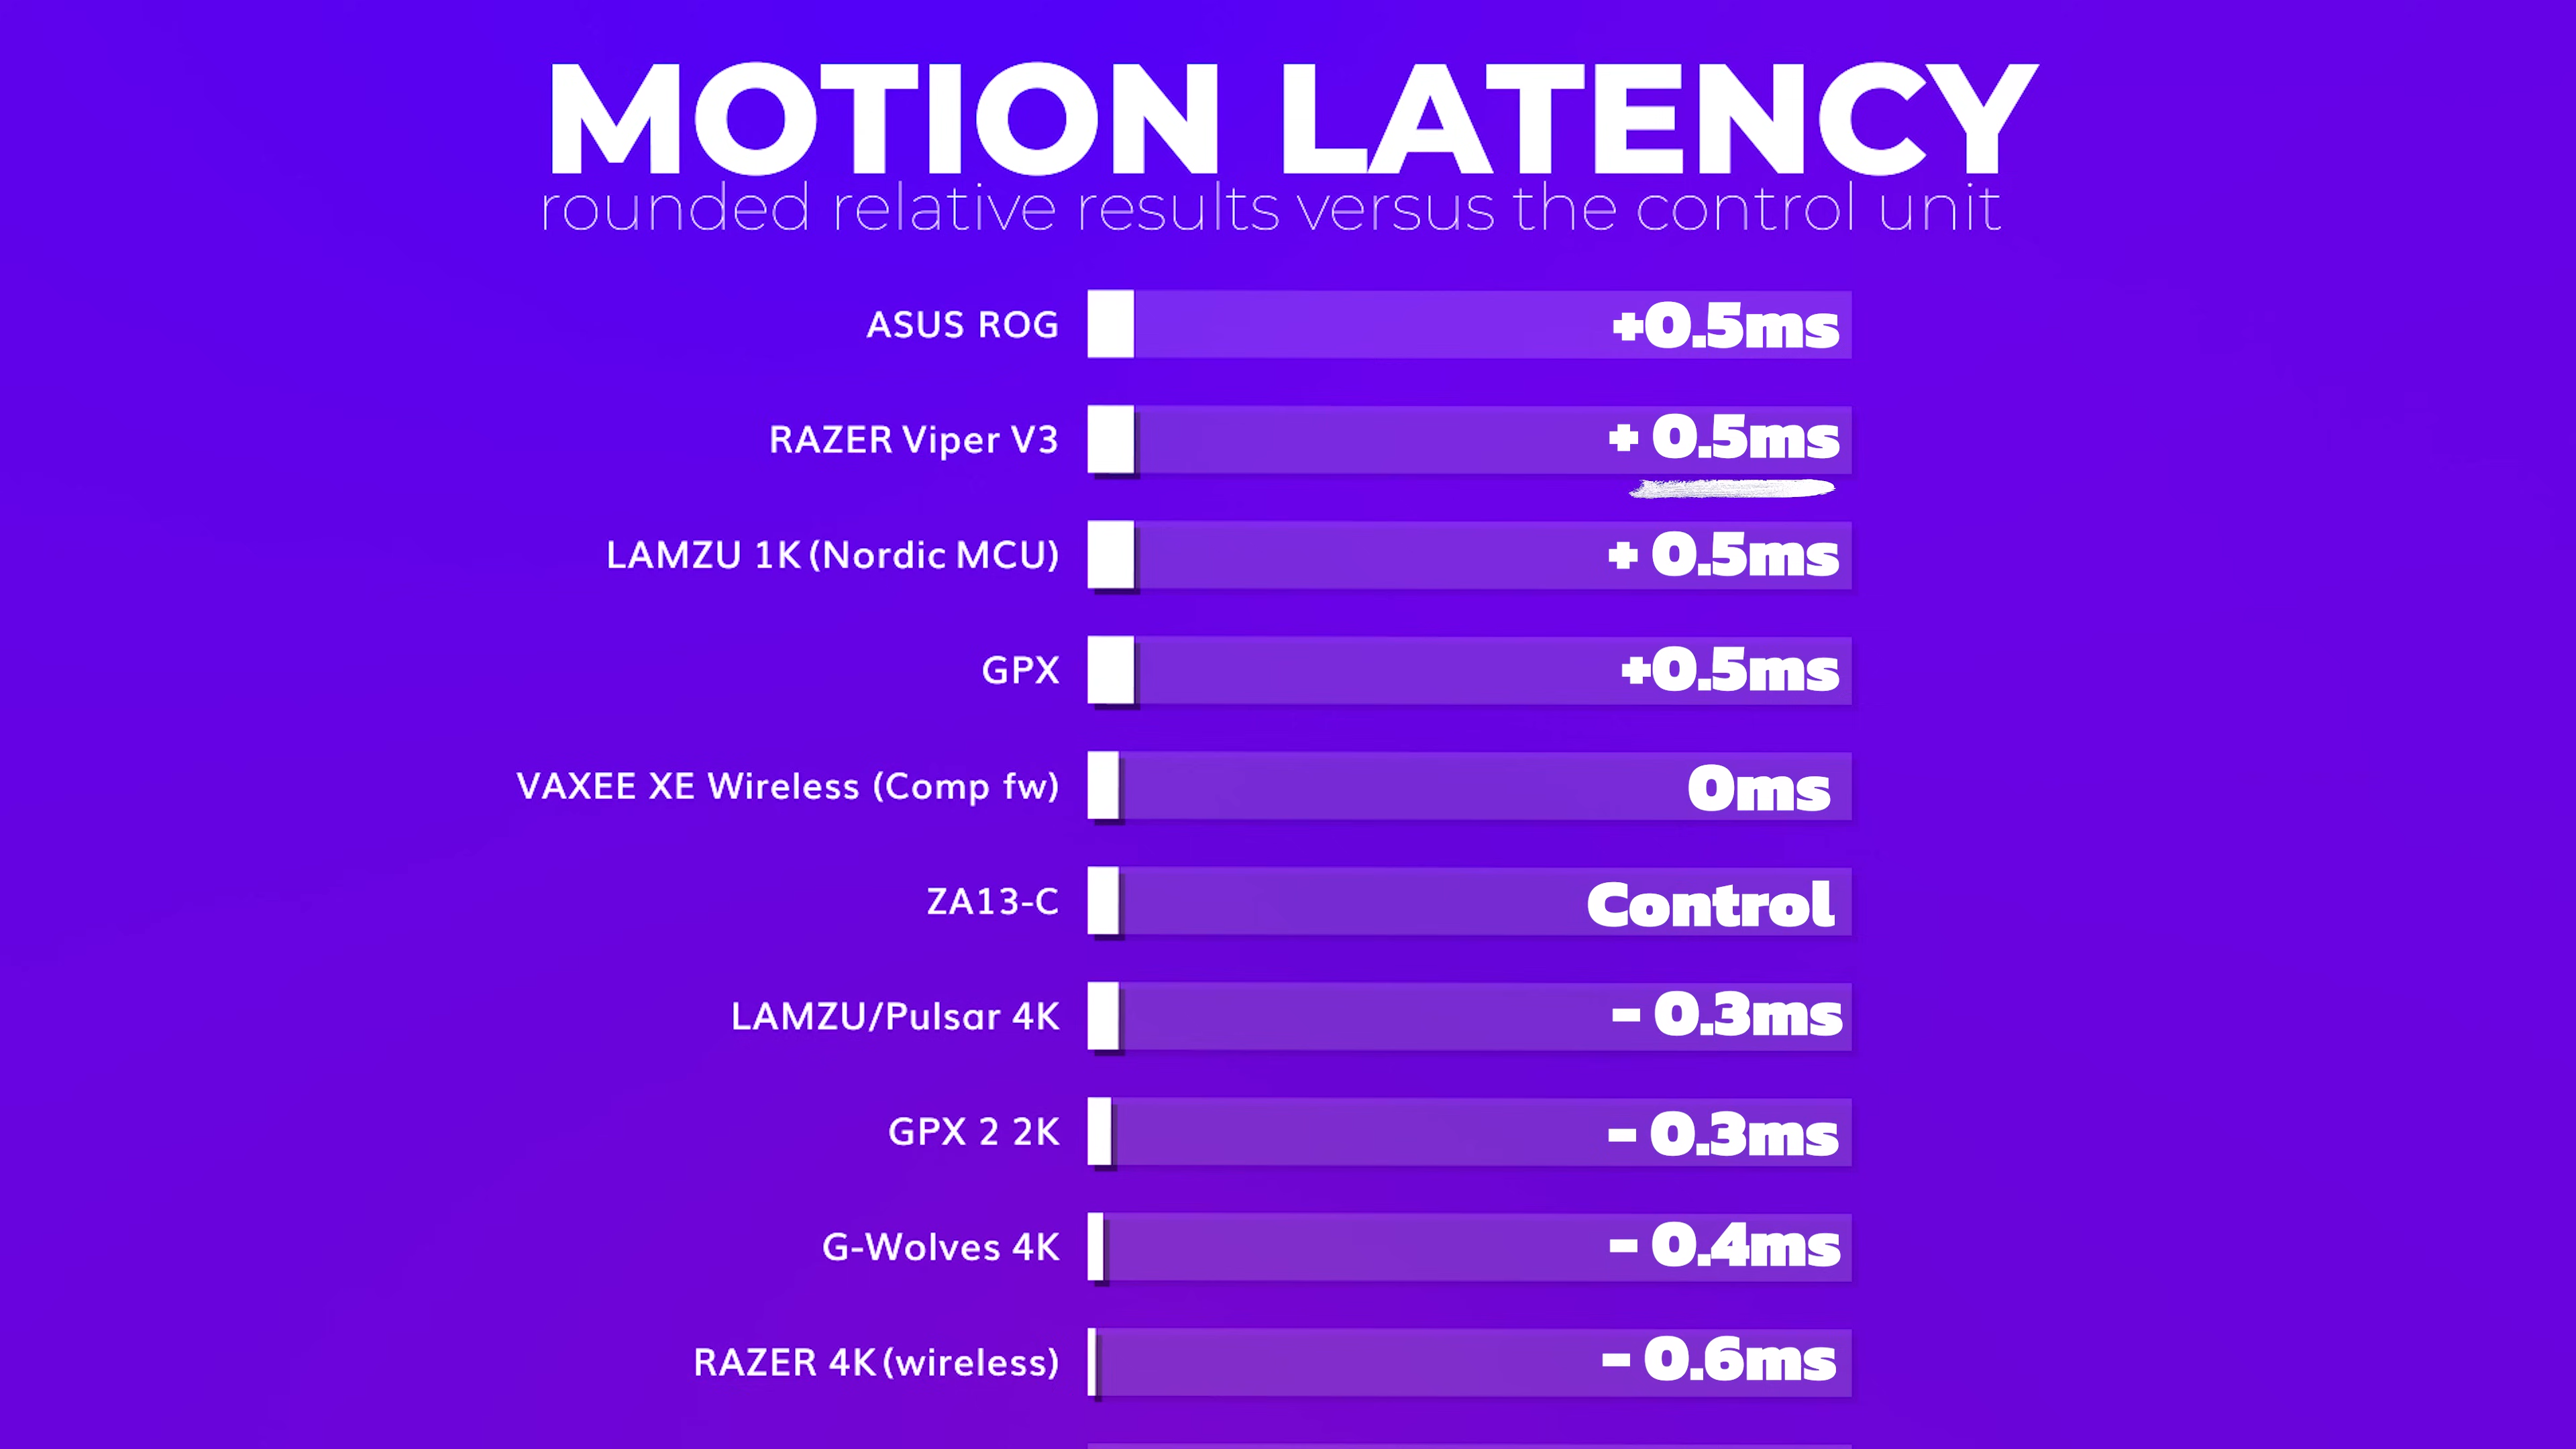 MOTION LATENCY
rounded relative results versus the control unit
ASUS ROG +0.5ms
RAZER Viper V3 + 0.5ms
LAMZU 1K (Nordic MCU) + 0.5ms
GPX +0.5ms
VAXEE XE Wireless (Comp fw) 0ms
ZA13-C Control
LAMZU/Pulsar 4K - 0.3ms
GPX 2 2K - 0.3ms
G-Wolves 4K - 0.4ms
RAZER 4K (wireless) - 0.6ms